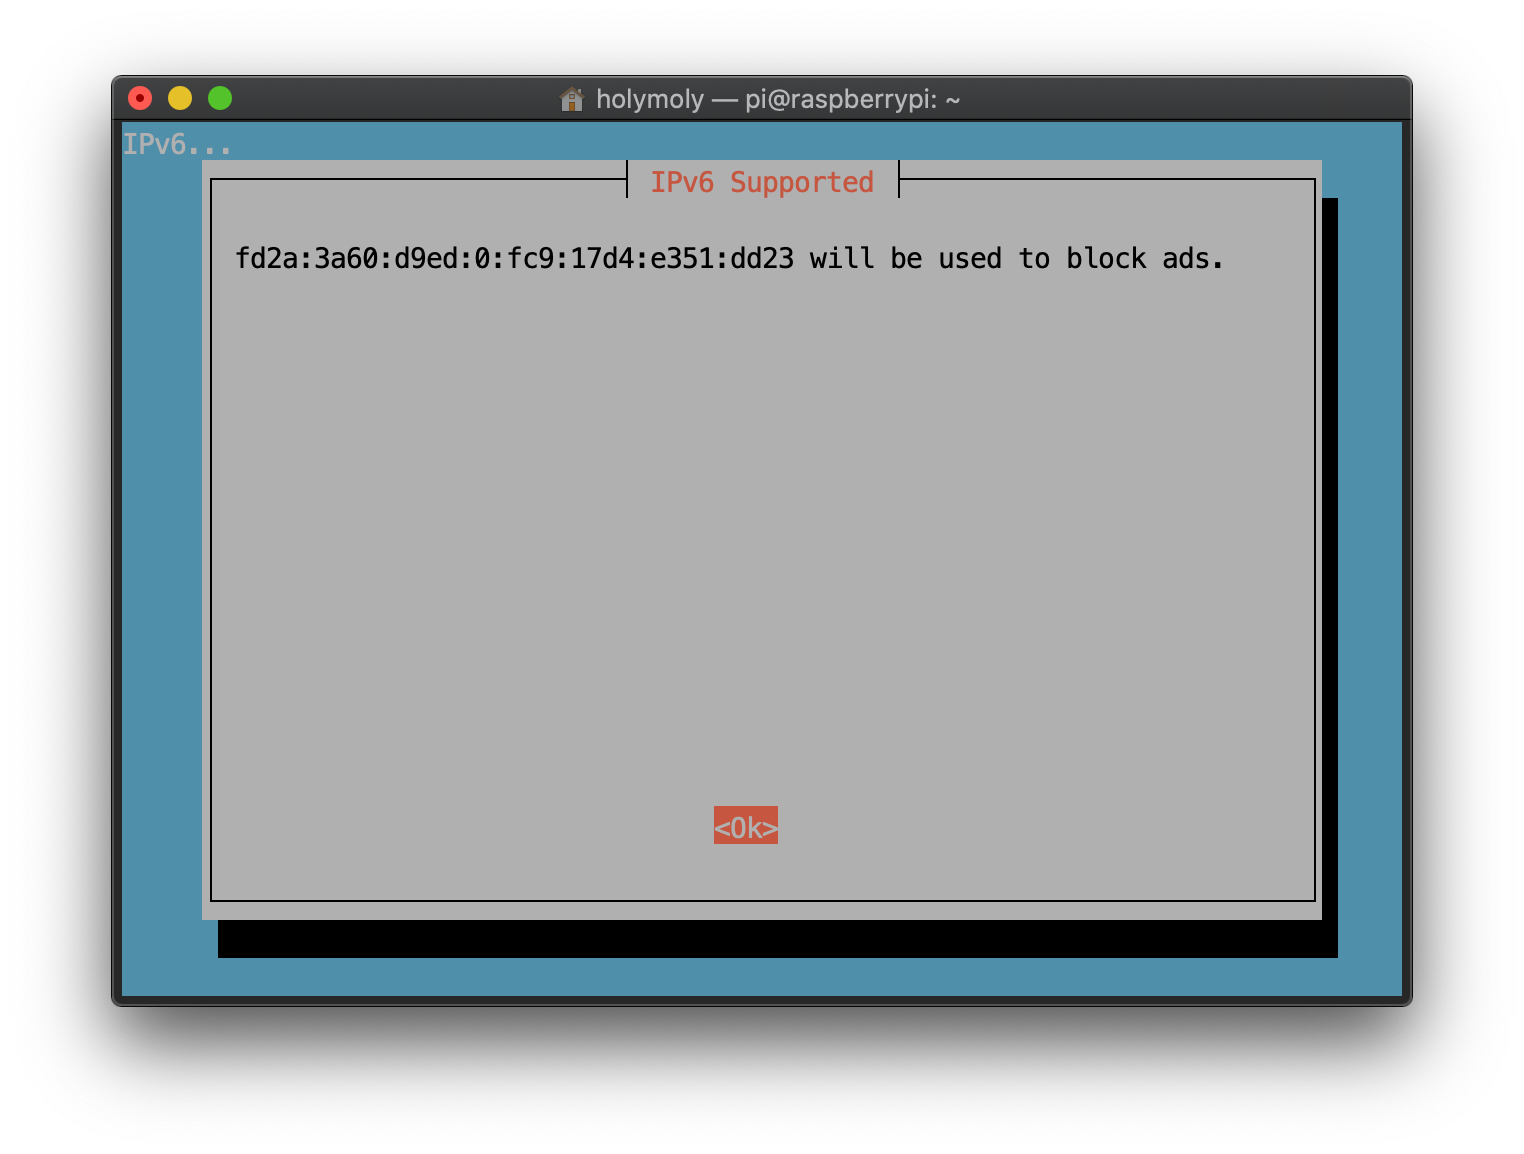 holymoly — pi@raspberrypi: ~
IPv6...
IPv6 Supported
fd2a:3a60:d9ed:0:fc9:17d4:e351:dd23 will be used to block ads.
<Ok>